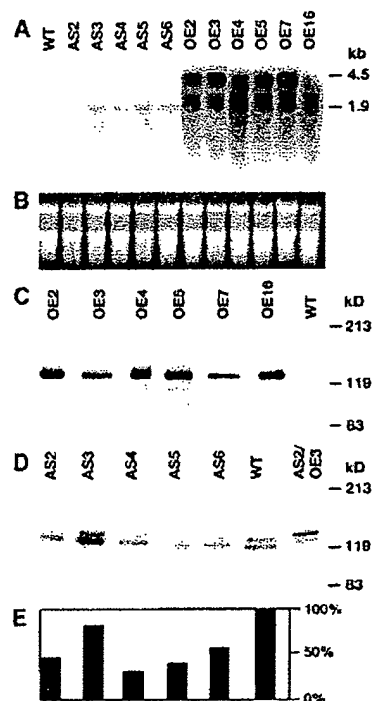 A WT AS2 AS3 AS4 AS5 AS6 OE2 OE3 OE4 OE5 OE7 OE16
kb
4.5
1.9
B
C OE2 OE3 OE4 OE5 OE7 OE16 WT kD
213
119
83
D AS2 AS3 AS4 AS5 AS6 WT AS2/OE3 kD
213
119
83
E 100%
50%
0%